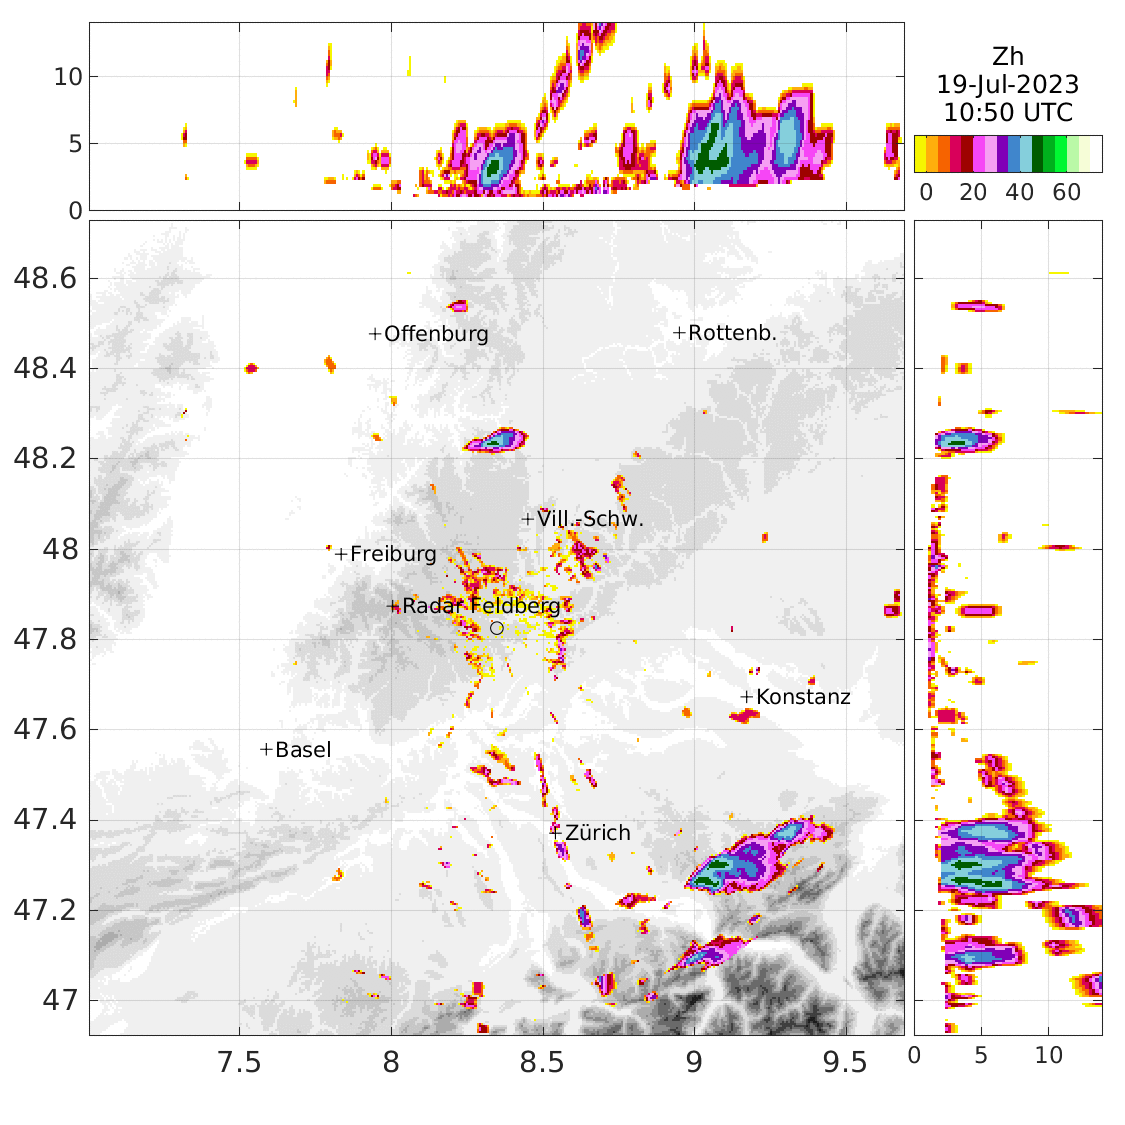 10
5
0
Zh
19-Jul-2023
10:50 UTC
0 20 40 60
48.6
48.4
48.2
48
47.8
47.6
47.4
47.2
47
+Offenburg
+Rottenb.
+Vill.-Schw.
+Freiburg
+Radar Feldberg
+Konstanz
+Basel
+Zürich
7.5 8 8.5 9 9.5
0 5 10